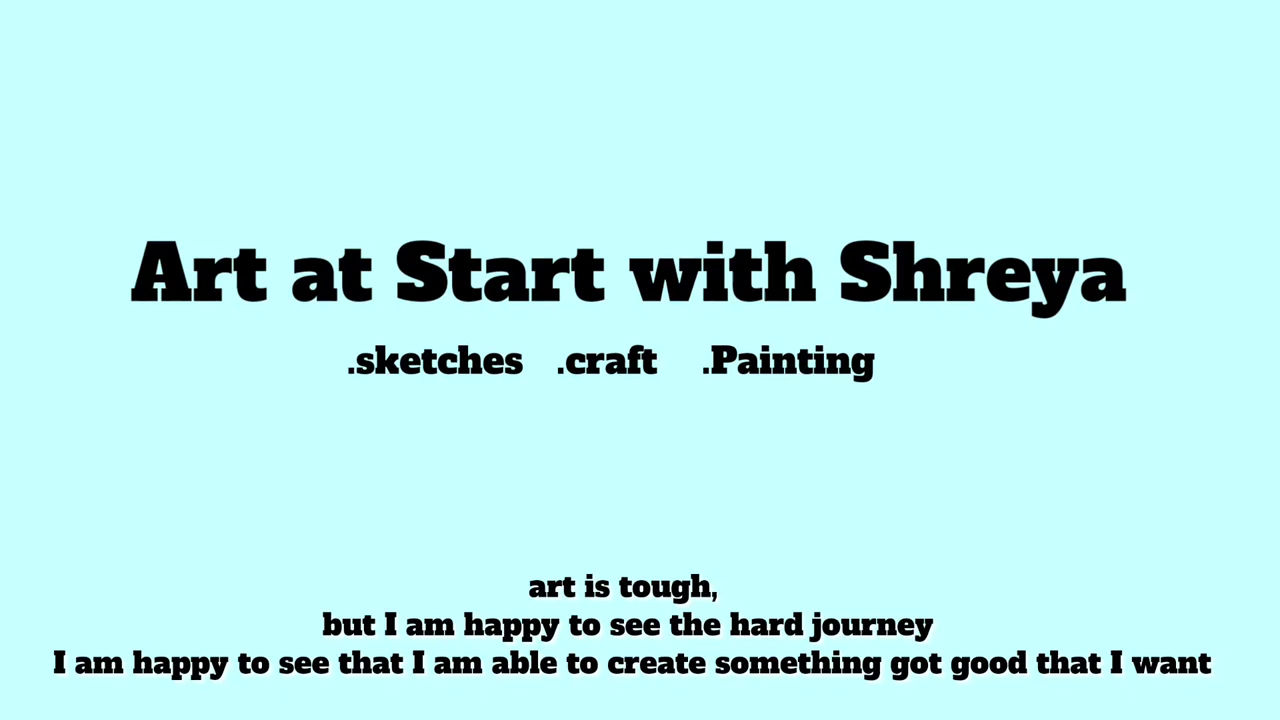 Art at Start with Shreya
.sketches .craft .Painting
art is tough,
but I am happy to see the hard journey
I am happy to see that I am able to create something got good that I want